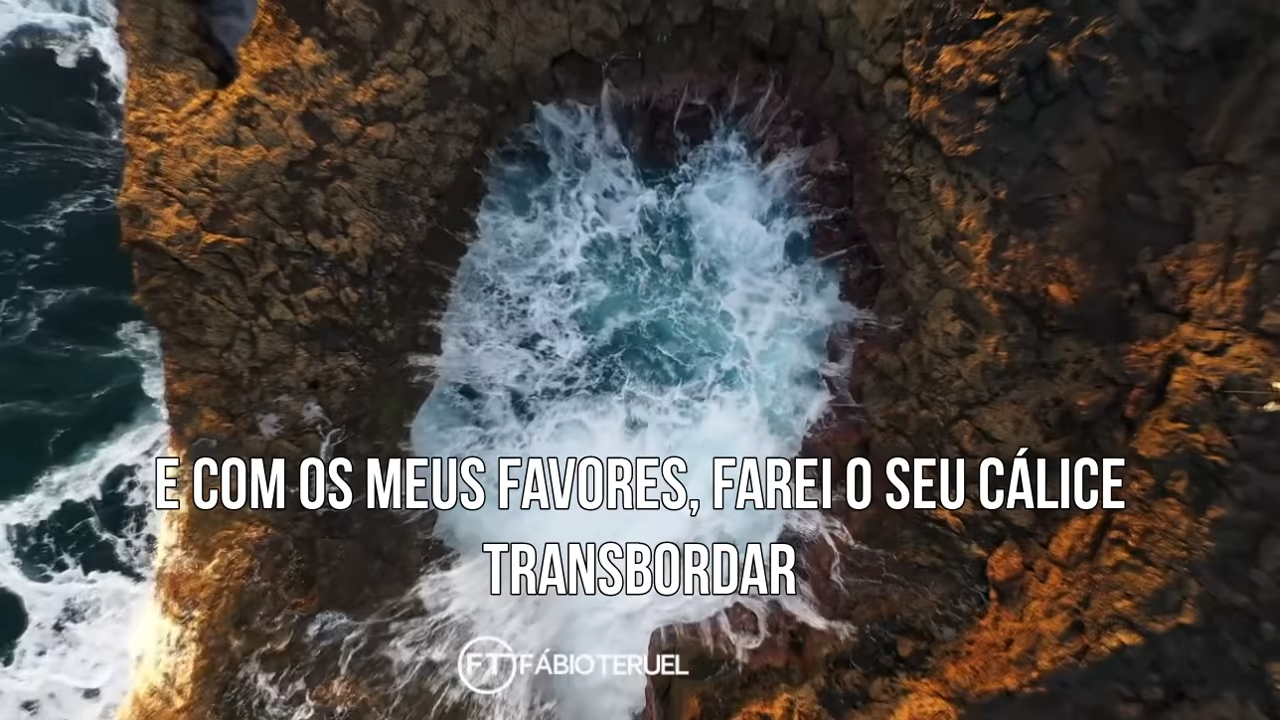 E COM OS MEUS FAVORES, FAREI O SEU CÁLICE
TRANSBORDAR
FT FÁBIOTERUEL